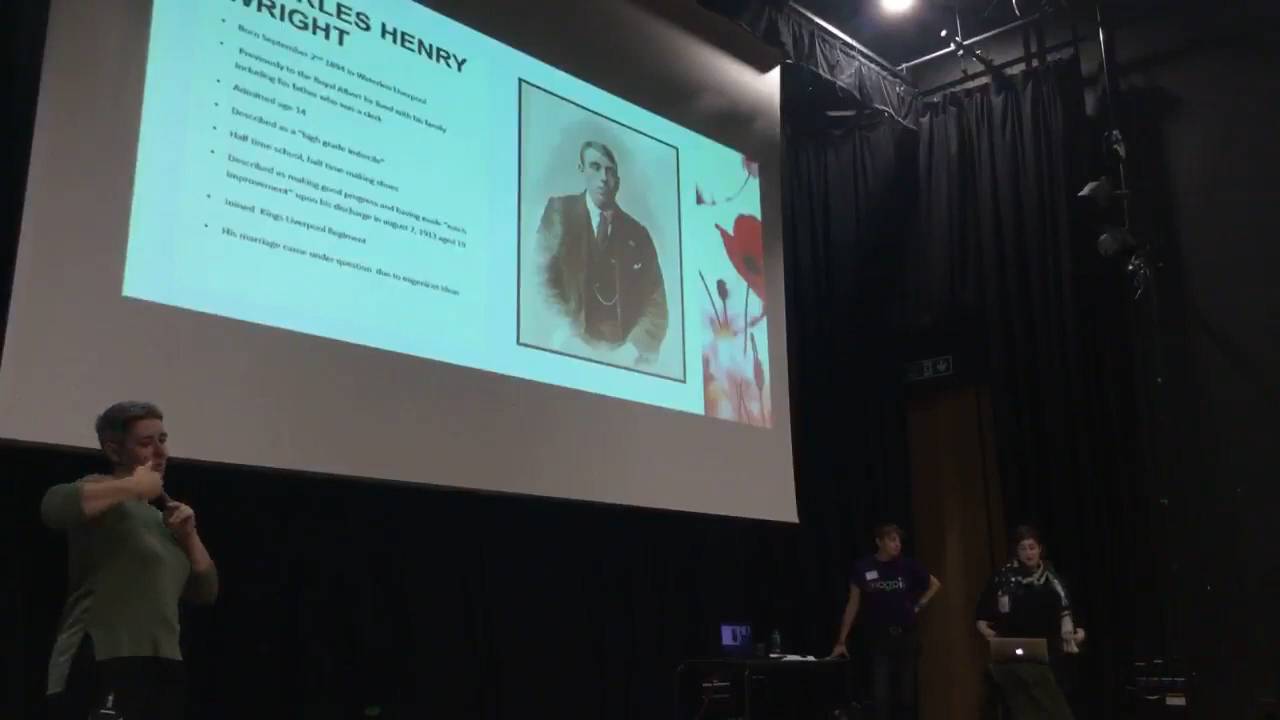 HENRY
WRIGHT
Born September 2nd 1894 in Waterloo Liverpool
Previously to the Royal Albert he lived with his family
including his father who was a clerk
Admitted age 14
Described as a "high grade imbecile"
Half time school, half time making shoes
Described as making good progress and having made "much
improvement" upon his discharge in august 2, 1913 aged 19
Joined Kings Liverpool Regiment
His marriage came under question due to eugenicist ideas
magpie